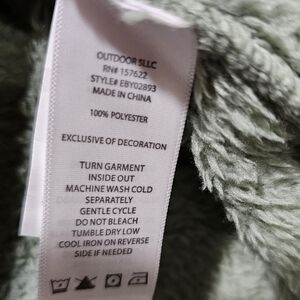 OUTDOOR SLLC
RN# 157622
STYLE# EBY02893
MADE IN CHINA
100% POLYESTER
EXCLUSIVE OF DECORATION
TURN GARMENT
INSIDE OUT
MACHINE WASH COLD
SEPARATELY
GENTLE CYCLE
DO NOT BLEACH
TUMBLE DRY LOW
COOL IRON ON REVERSE
SIDE IF NEEDED